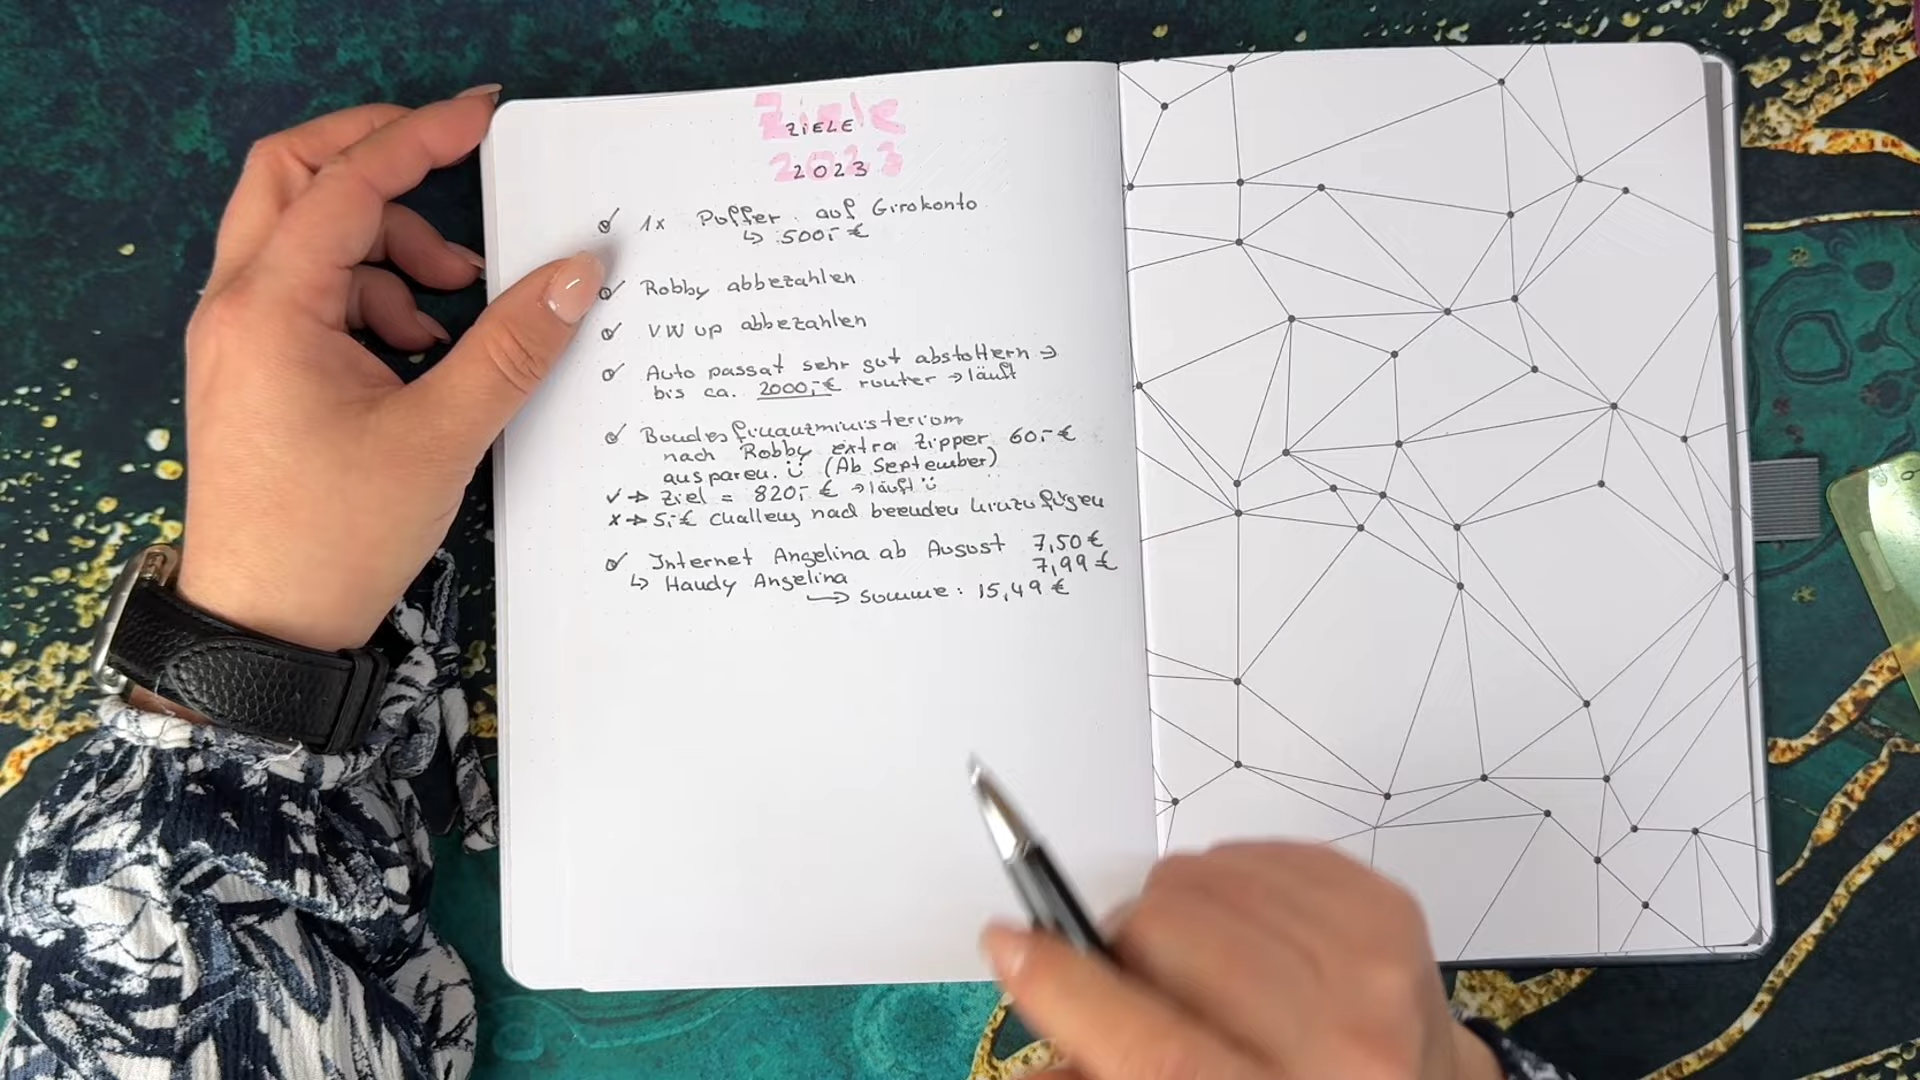 Ziele
ZiELE
2023
2023
1x Puffer. auf Girokonto
↳ 500,- €
Robby abbezahlen
VW up abbezahlen
Auto passat sehr gut abstottern →
bis ca. 2000,-€ runter → läuft
Bundesfinanzministerium
nach Robby extra Zipper 60,- €
ausparen. ü (Ab September)
✓ → Ziel = 820,- € → läuft ü
x → 5,-€ Challeng nach beenden hinzufügen
Internet Angelina ab August 7,50 €
↳ Handy Angelina 7,99 €
→ Summe: 15,49 €